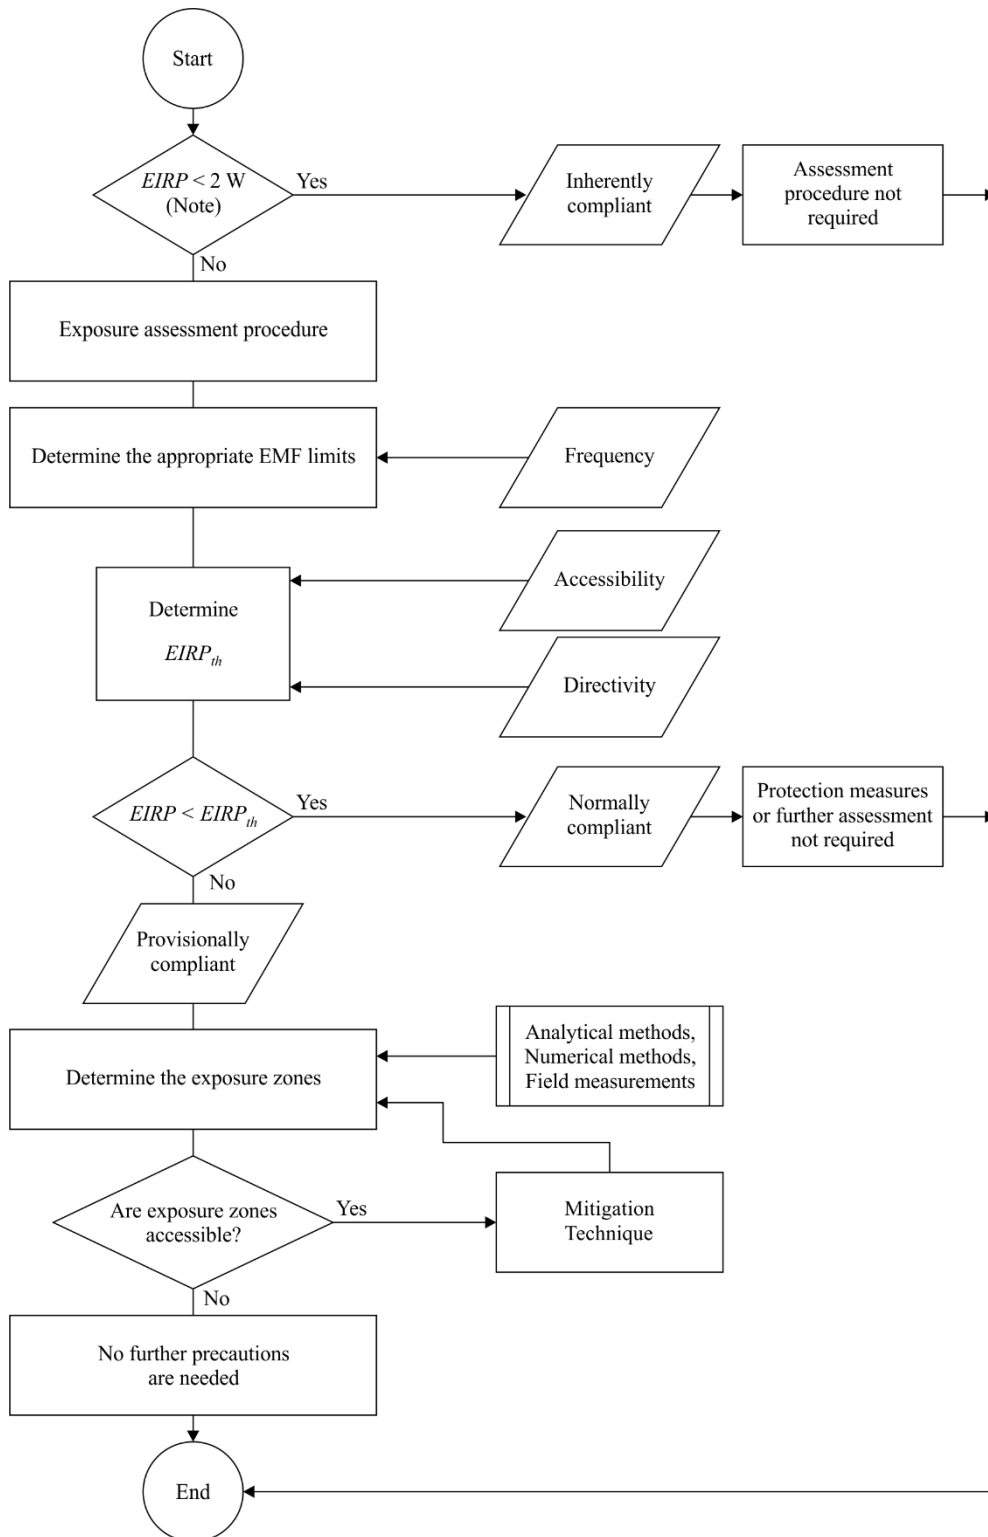 Start
EIRP < 2 W
(Note)
Yes
Inherently
compliant
Assessment
procedure not
required
No
Exposure assessment procedure
Determine the appropriate EMF limits
Frequency
Accessibility
Determine
EIRPth
Directivity
EIRP < EIRPth
Yes
Normally
compliant
Protection measures
or further assessment
not required
No
Provisionally
compliant
Determine the exposure zones
Analytical methods,
Numerical methods,
Field measurements
Are exposure zones
accessible?
Yes
Mitigation
Technique
No
No further precautions
are needed
End